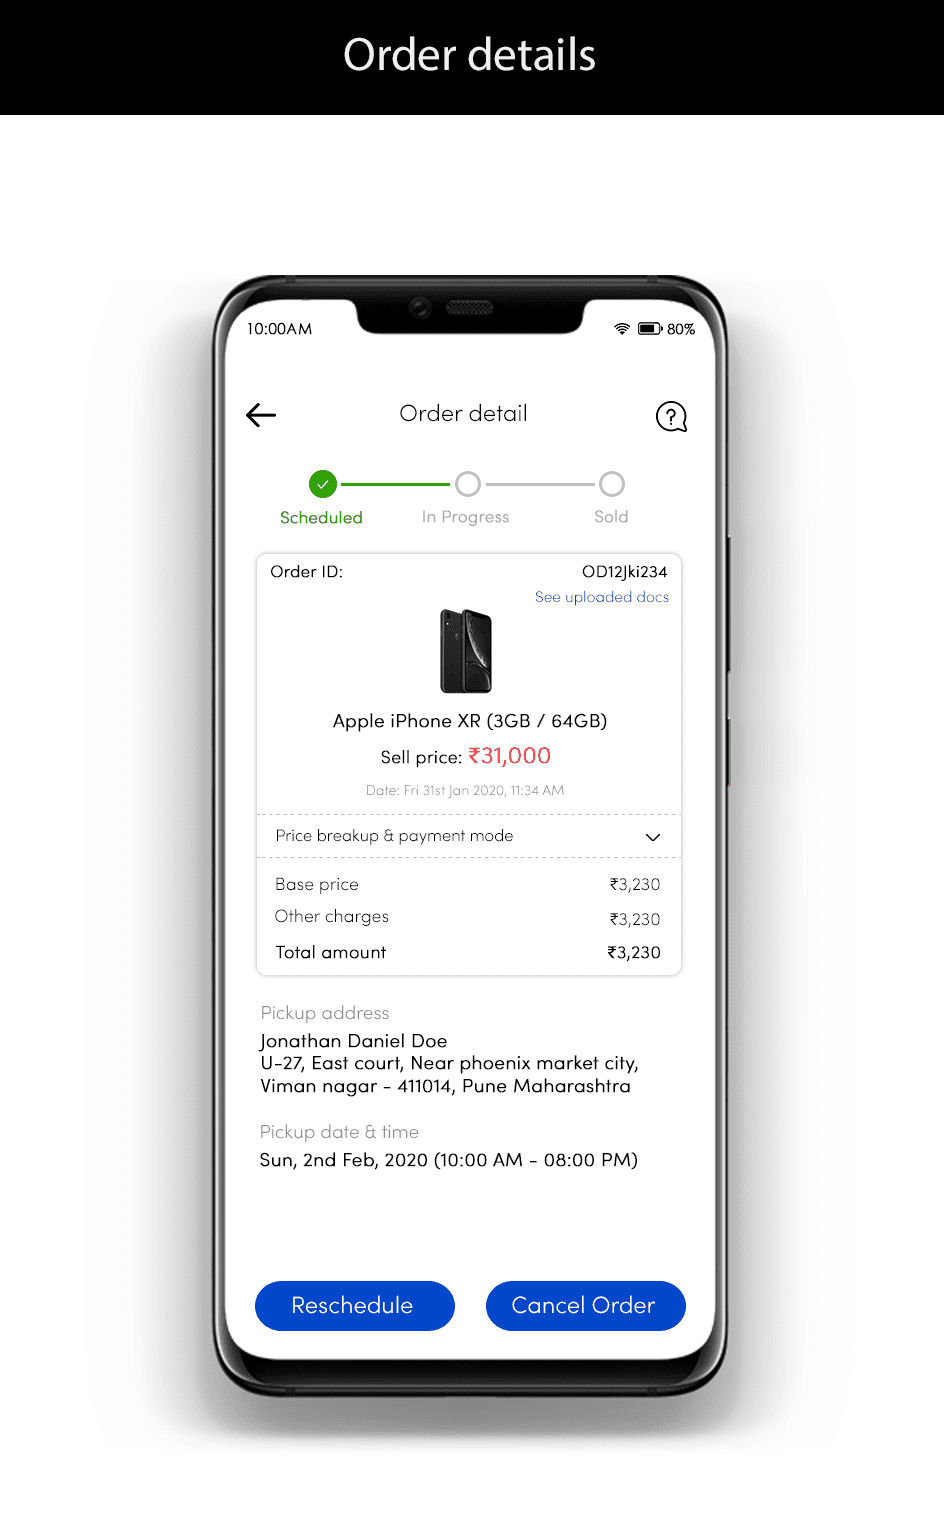 Order details
10:00AM 80%
Order detail
?
Scheduled In Progress Sold
Order ID: OD12Jki234
See uploaded docs
Apple iPhone XR (3GB / 64GB)
Sell price: ₹31,000
Date: Fri 31st Jan 2020, 11:34 AM
Price breakup & payment mode
Base price ₹3,230
Other charges ₹3,230
Total amount ₹3,230
Pickup address
Jonathan Daniel Doe
U-27, East court, Near phoenix market city,
Viman nagar - 411014, Pune Maharashtra
Pickup date & time
Sun, 2nd Feb, 2020 (10:00 AM - 08:00 PM)
Reschedule Cancel Order